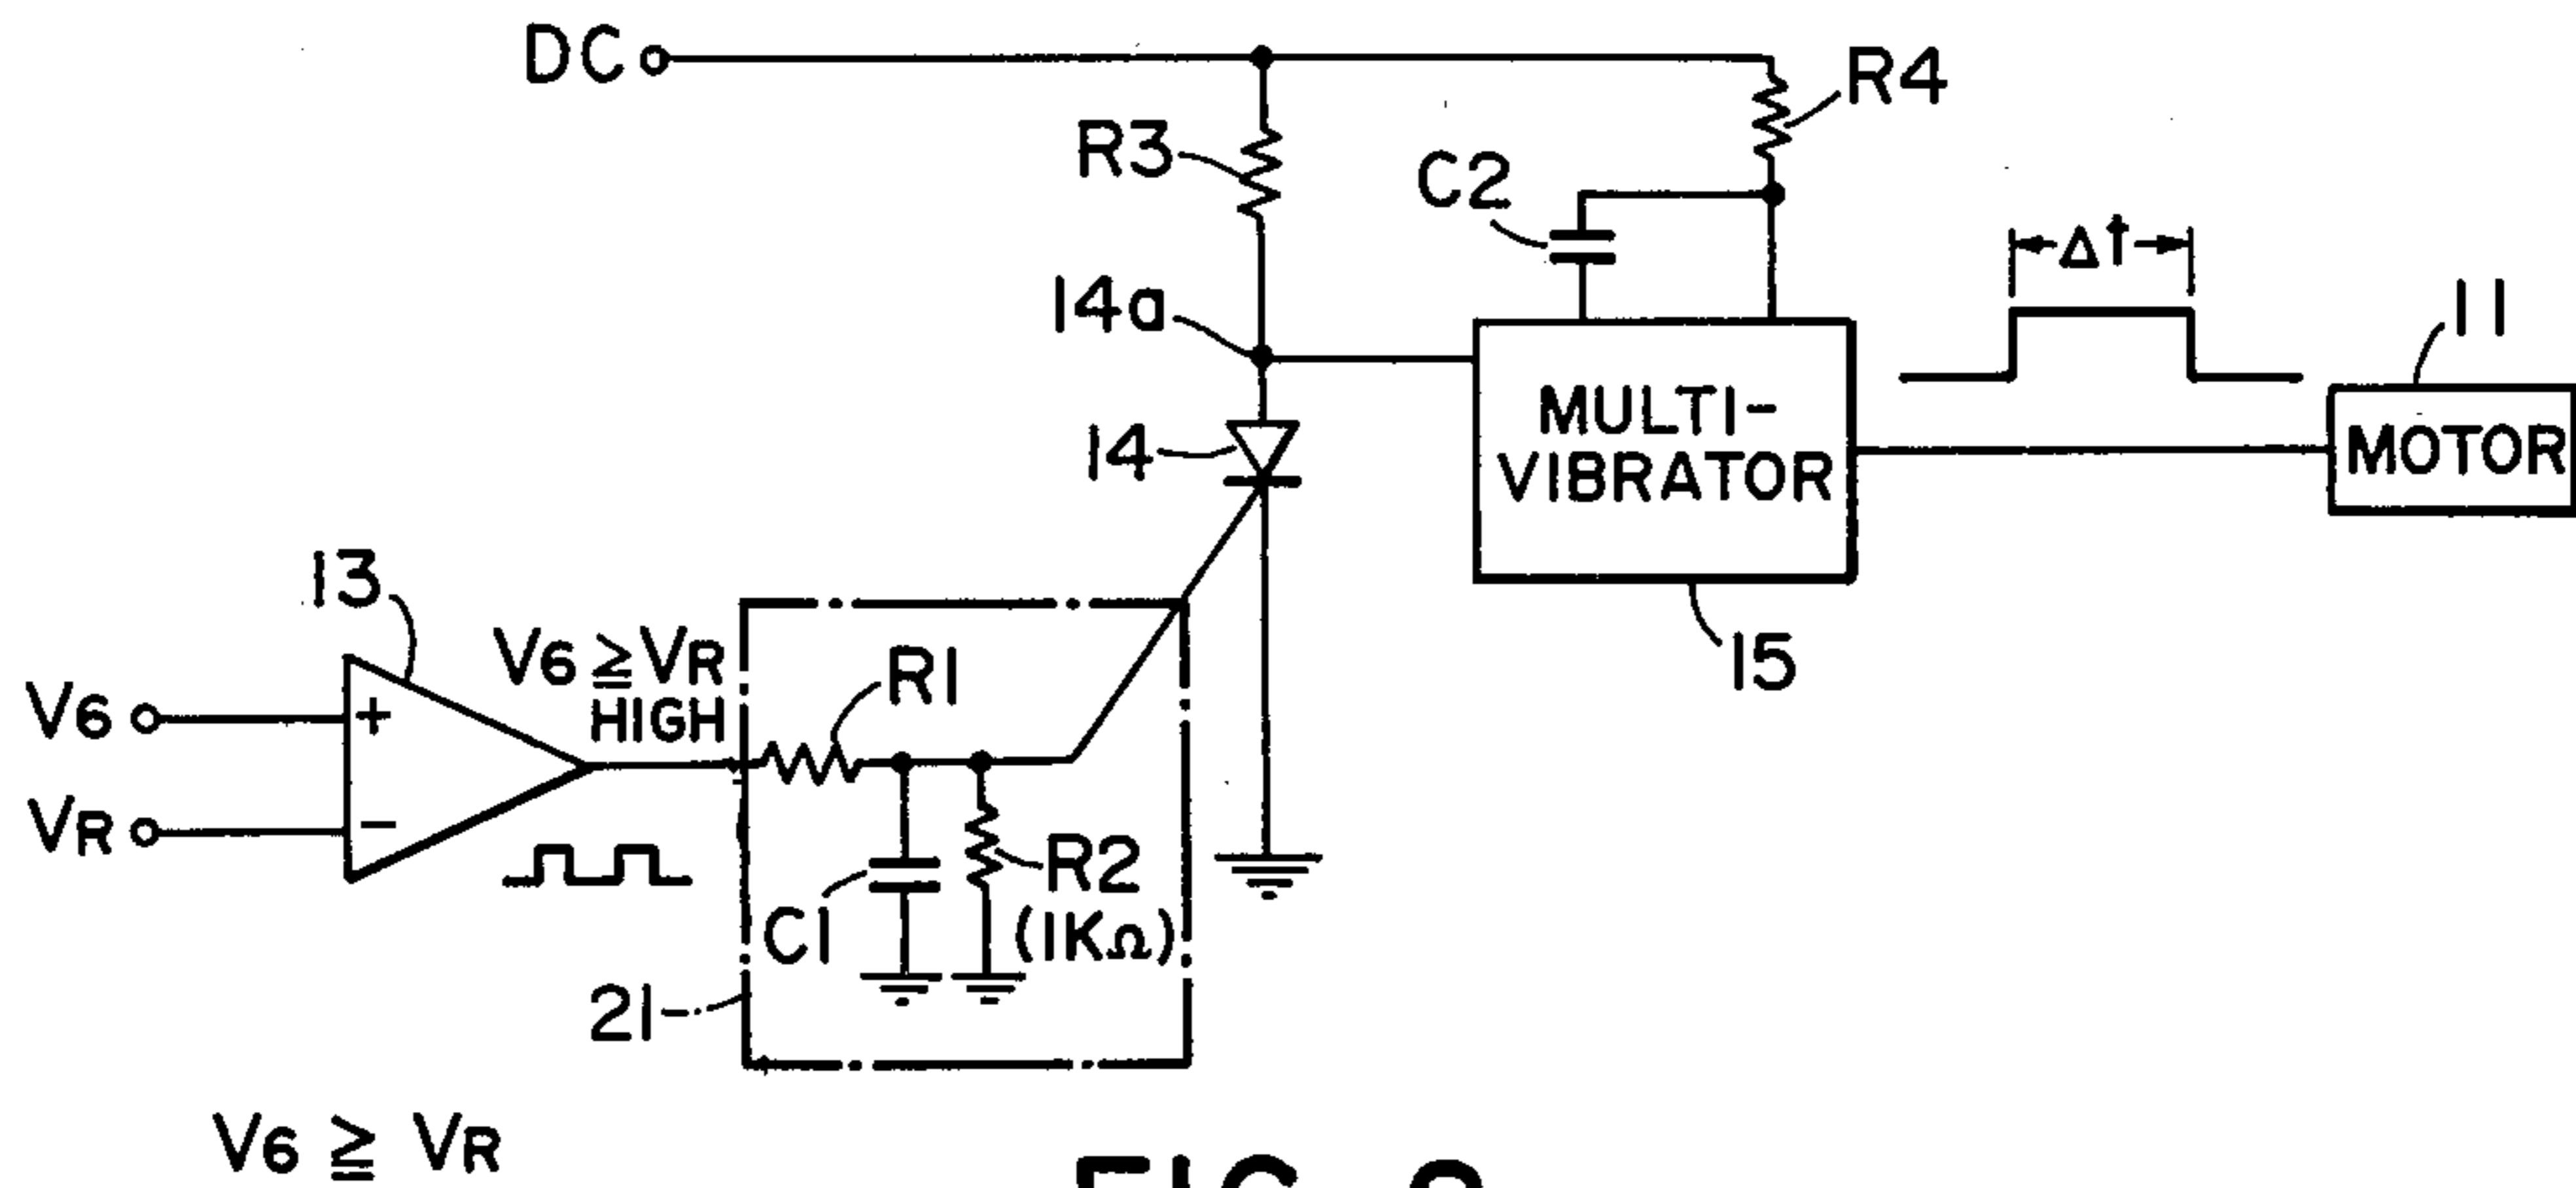 DC
R4
R3
C2
Δt
14a
11
MULTI-
VIBRATOR
MOTOR
14
13
V6 ≧ VR
HIGH
15
R1
V6
+
VR
−
R2
(1KΩ)
C1
21
V6 ≧ VR